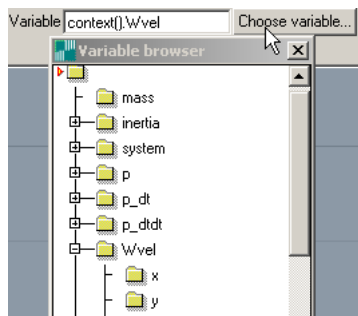 Variable context().Wvel Choose variable...
Variable browser
mass
inertia
system
p
p_dt
p_dtdt
Wvel
x
y